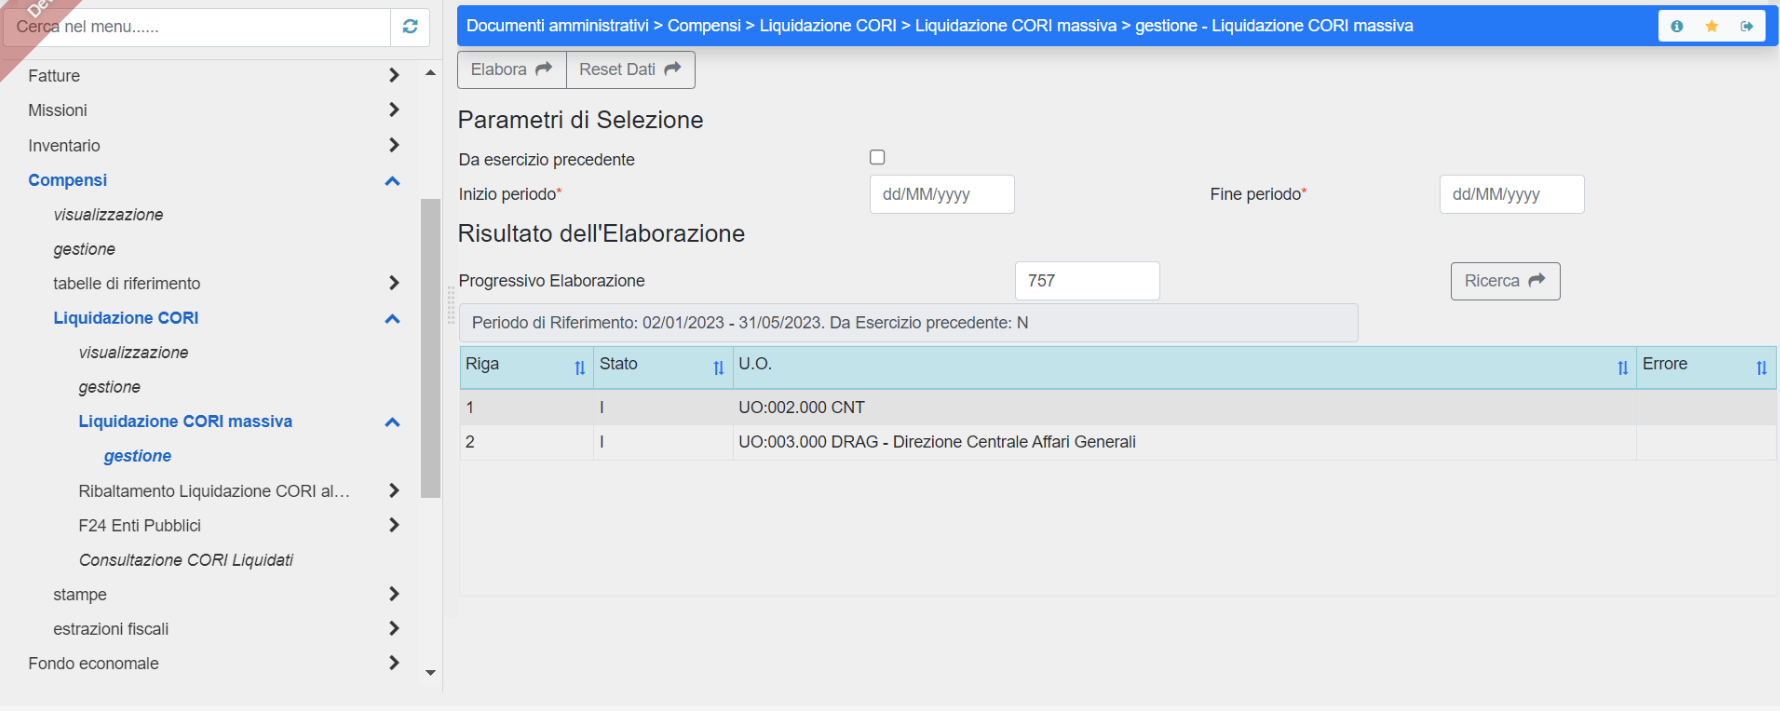 Dev
Cerca nel menu......
Fatture
Missioni
Inventario
Compensi
visualizzazione
gestione
tabelle di riferimento
Liquidazione CORI
visualizzazione
gestione
Liquidazione CORI massiva
gestione
Ribaltamento Liquidazione CORI al...
F24 Enti Pubblici
Consultazione CORI Liquidati
stampe
estrazioni fiscali
Fondo economale
Documenti amministrativi > Compensi > Liquidazione CORI > Liquidazione CORI massiva > gestione - Liquidazione CORI massiva
Elabora Reset Dati
Parametri di Selezione
Da esercizio precedente
Inizio periodo* dd/MM/yyyy Fine periodo* dd/MM/yyyy
Risultato dell'Elaborazione
Progressivo Elaborazione 757 Ricerca
Periodo di Riferimento: 02/01/2023 - 31/05/2023. Da Esercizio precedente: N
Riga Stato U.O. Errore
1 I UO:002.000 CNT
2 I UO:003.000 DRAG - Direzione Centrale Affari Generali